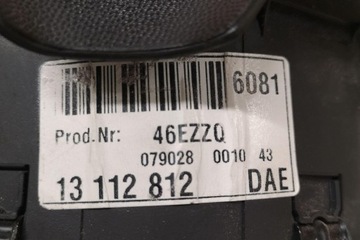 6081
Prod.Nr: 46EZZQ
079028 0010 43
13 112 812 DAE